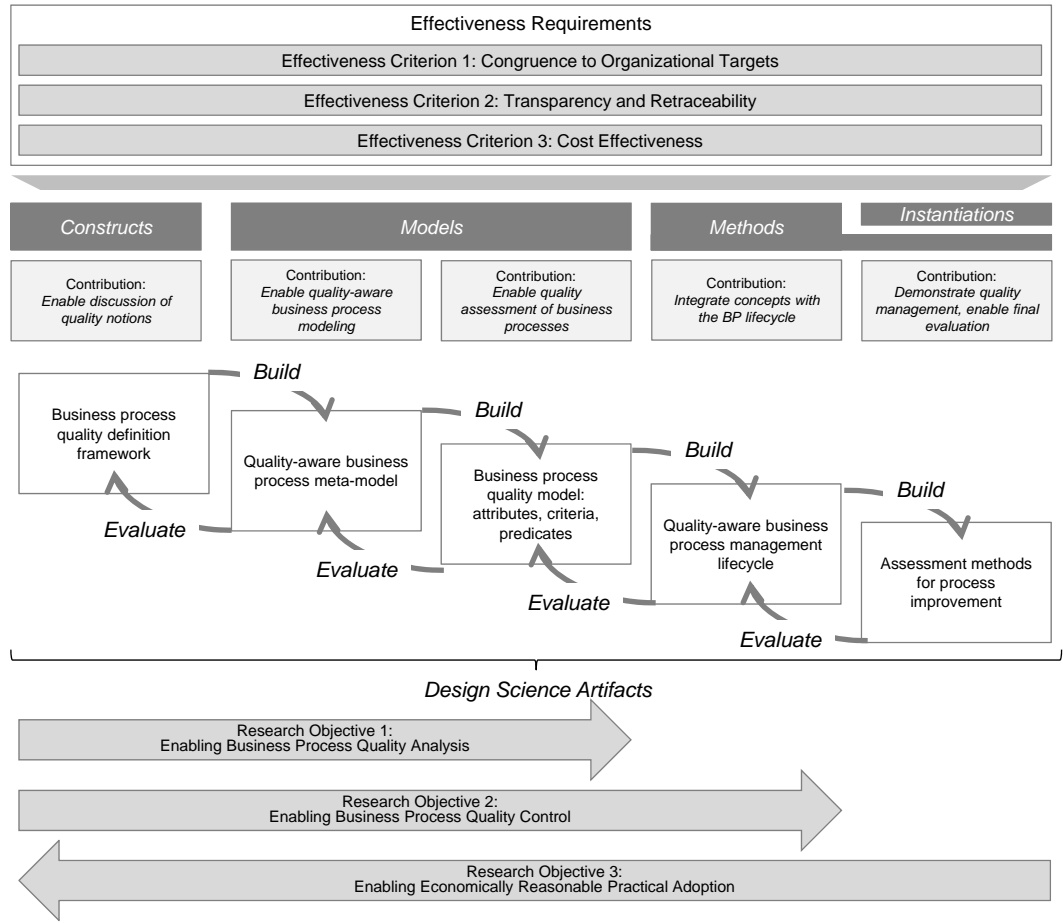 Effectiveness Requirements
Effectiveness Criterion 1: Congruence to Organizational Targets
Effectiveness Criterion 2: Transparency and Retraceability
Effectiveness Criterion 3: Cost Effectiveness
Constructs
Models
Methods
Instantiations
Contribution:
Enable discussion of
quality notions
Contribution:
Enable quality-aware
business process
modeling
Contribution:
Enable quality
assessment of business
processes
Contribution:
Integrate concepts with
the BP lifecycle
Contribution:
Demonstrate quality
management, enable final
evaluation
Business process
quality definition
framework
Build
Evaluate
Quality-aware business
process meta-model
Build
Evaluate
Business process
quality model:
attributes, criteria,
predicates
Build
Evaluate
Quality-aware business
process management
lifecycle
Build
Evaluate
Assessment methods
for process
improvement
Design Science Artifacts
Research Objective 1:
Enabling Business Process Quality Analysis
Research Objective 2:
Enabling Business Process Quality Control
Research Objective 3:
Enabling Economically Reasonable Practical Adoption